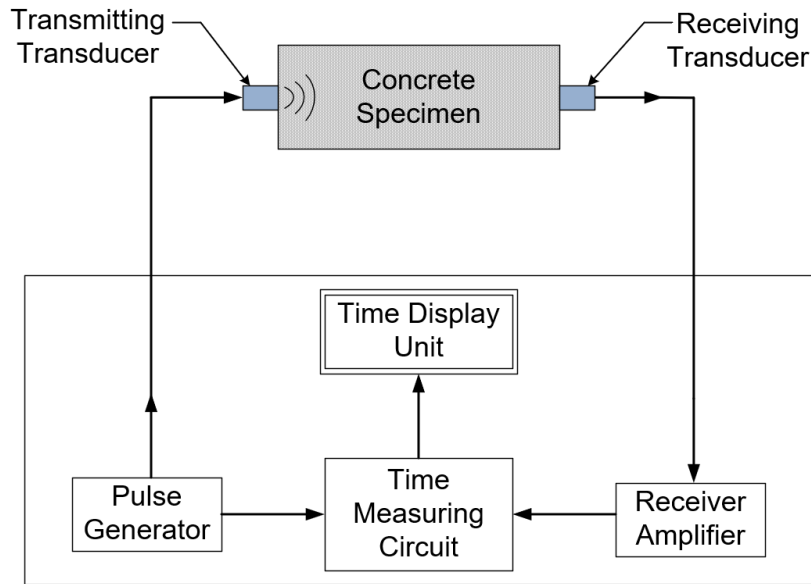 Transmitting
Transducer
Receiving
Transducer
Concrete
Specimen
Time Display
Unit
Pulse
Generator
Time
Measuring
Circuit
Receiver
Amplifier